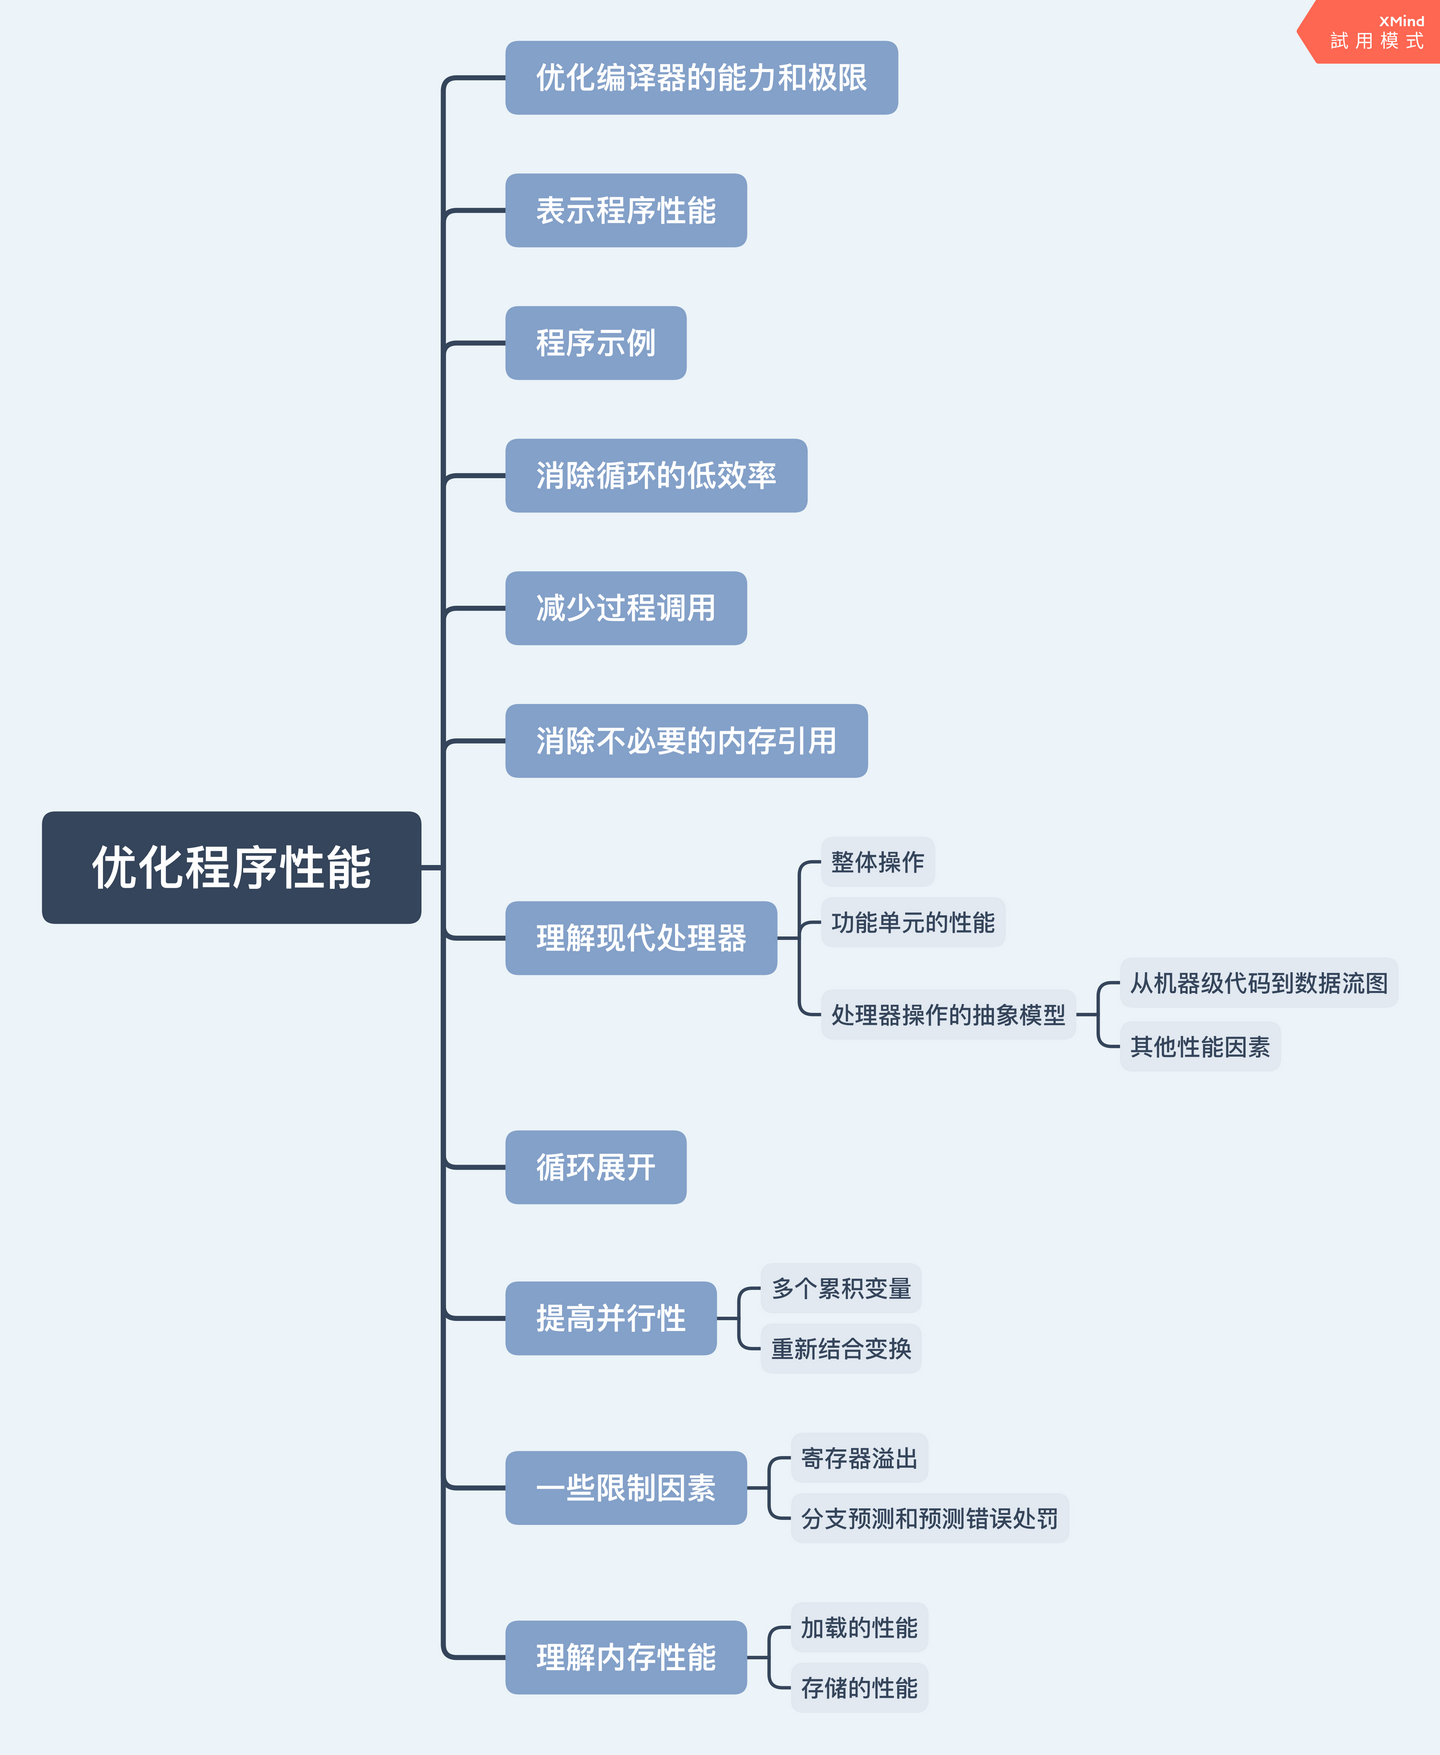 XMind
試用模式
优化编译器的能力和极限
表示程序性能
程序示例
消除循环的低效率
减少过程调用
消除不必要的内存引用
优化程序性能
理解现代处理器
整体操作
功能单元的性能
处理器操作的抽象模型
从机器级代码到数据流图
其他性能因素
循环展开
提高并行性
多个累积变量
重新结合变换
一些限制因素
寄存器溢出
分支预测和预测错误处罚
理解内存性能
加载的性能
存储的性能